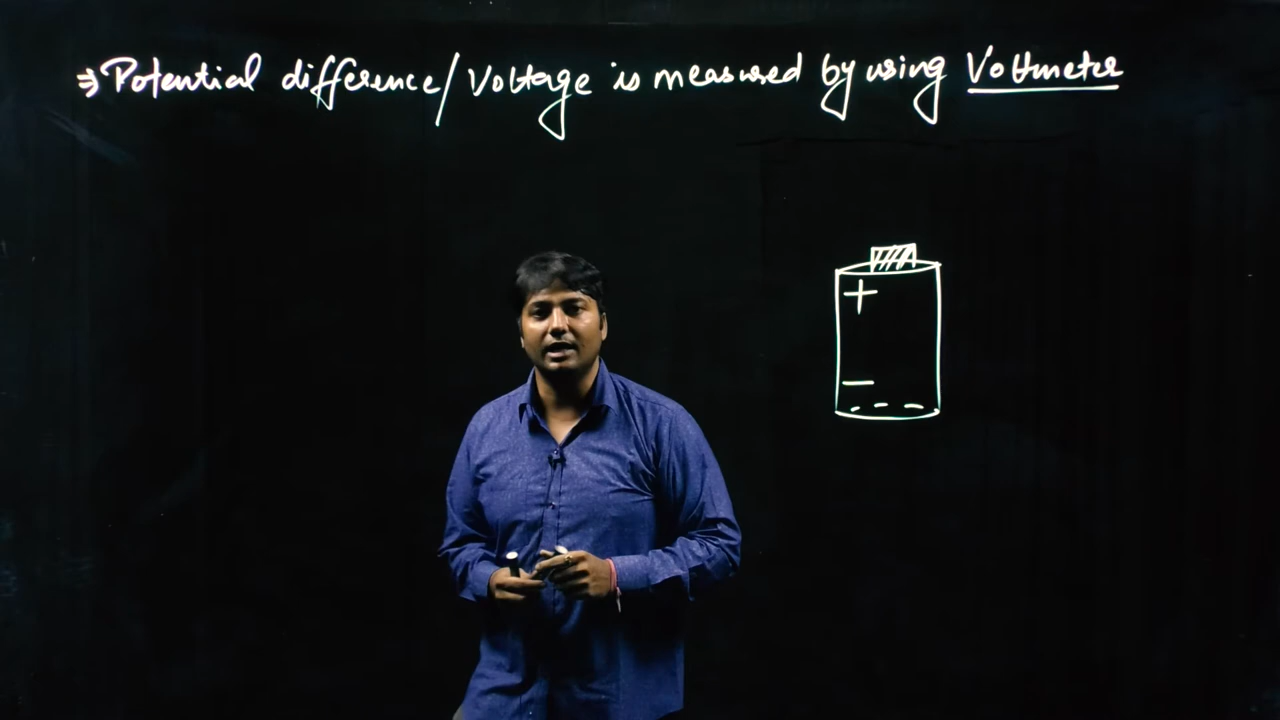 ⇒ Potential difference/Voltage is measured by using Voltmeter
+
−